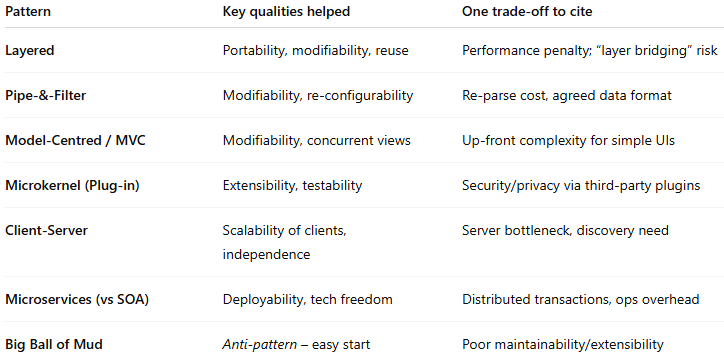 Pattern Key qualities helped One trade-off to cite
Layered Portability, modifiability, reuse Performance penalty; “layer bridging” risk
Pipe-&-Filter Modifiability, re-configurability Re-parse cost, agreed data format
Model-Centred / MVC Modifiability, concurrent views Up-front complexity for simple UIs
Microkernel (Plug-in) Extensibility, testability Security/privacy via third-party plugins
Client-Server Scalability of clients, Server bottleneck, discovery need
independence
Microservices (vs SOA) Deployability, tech freedom Distributed transactions, ops overhead
Big Ball of Mud Anti-pattern – easy start Poor maintainability/extensibility